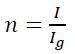 n = I / I_g